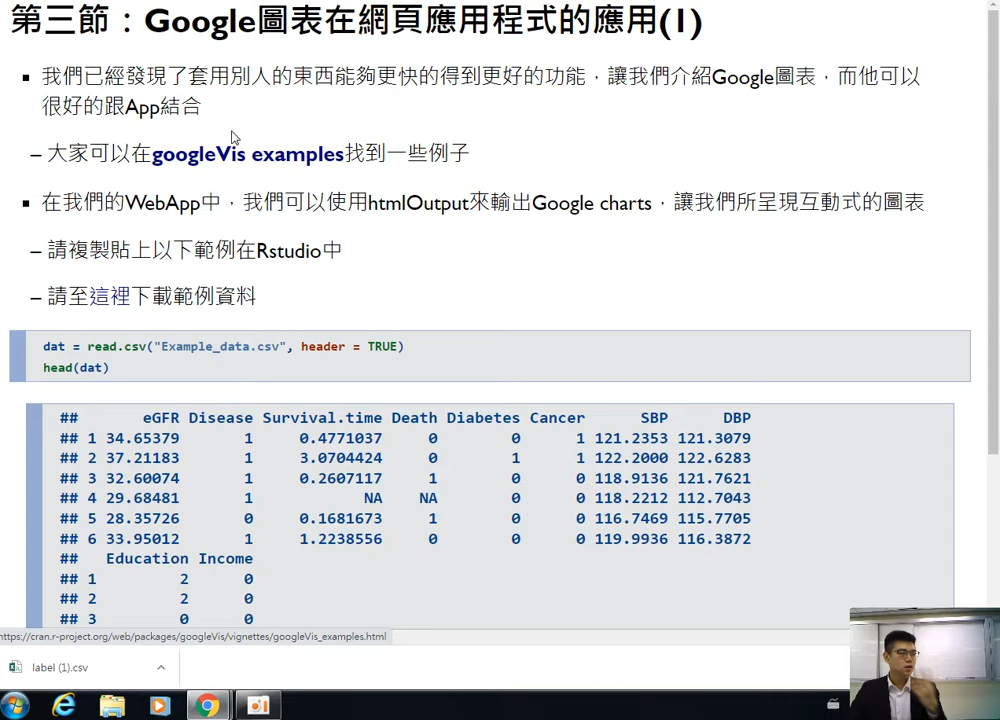 第三節：Google圖表在網頁應用程式的應用(1)
我們已經發現了套用別人的東西能夠更快的得到更好的功能，讓我們介紹Google圖表，而他可以
很好的跟App結合
– 大家可以在googleVis examples找到一些例子
在我們的WebApp中，我們可以使用htmlOutput來輸出Google charts，讓我們所呈現互動式的圖表
– 請複製貼上以下範例在Rstudio中
– 請至這裡下載範例資料
dat = read.csv("Example_data.csv", header = TRUE)
head(dat)
## eGFR Disease Survival.time Death Diabetes Cancer SBP DBP
## 1 34.65379 1 0.4771037 0 0 1 121.2353 121.3079
## 2 37.21183 1 3.0704424 0 1 1 122.2000 122.6283
## 3 32.60074 1 0.2607117 1 0 0 118.9136 121.7621
## 4 29.68481 1 NA NA 0 0 118.2212 112.7043
## 5 28.35726 0 0.1681673 1 0 0 116.7469 115.7705
## 6 33.95012 1 1.2238556 0 0 0 119.9936 116.3872
## Education Income
## 1 2 0
## 2 2 0
## 3 0 0
https://cran.r-project.org/web/packages/googleVis/vignettes/googleVis_examples.html
label (1).csv